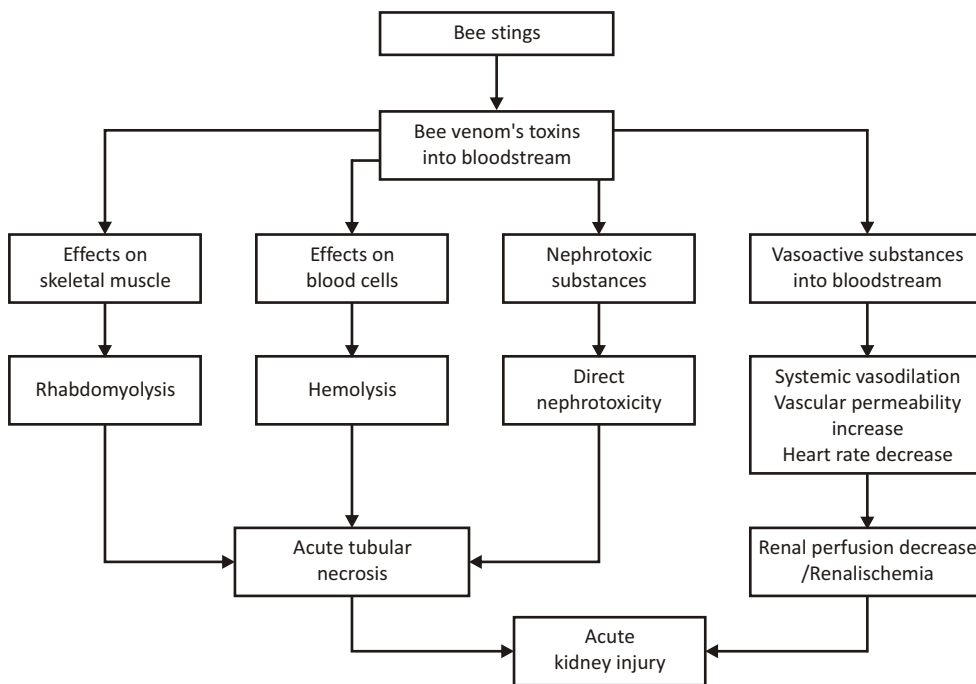 Bee stings
Bee venom's toxins
into bloodstream
Effects on
skeletal muscle
Effects on
blood cells
Nephrotoxic
substances
Vasoactive substances
into bloodstream
Rhabdomyolysis
Hemolysis
Direct
nephrotoxicity
Systemic vasodilation
Vascular permeability
increase
Heart rate decrease
Acute tubular
necrosis
Renal perfusion decrease
/Renalischemia
Acute
kidney injury